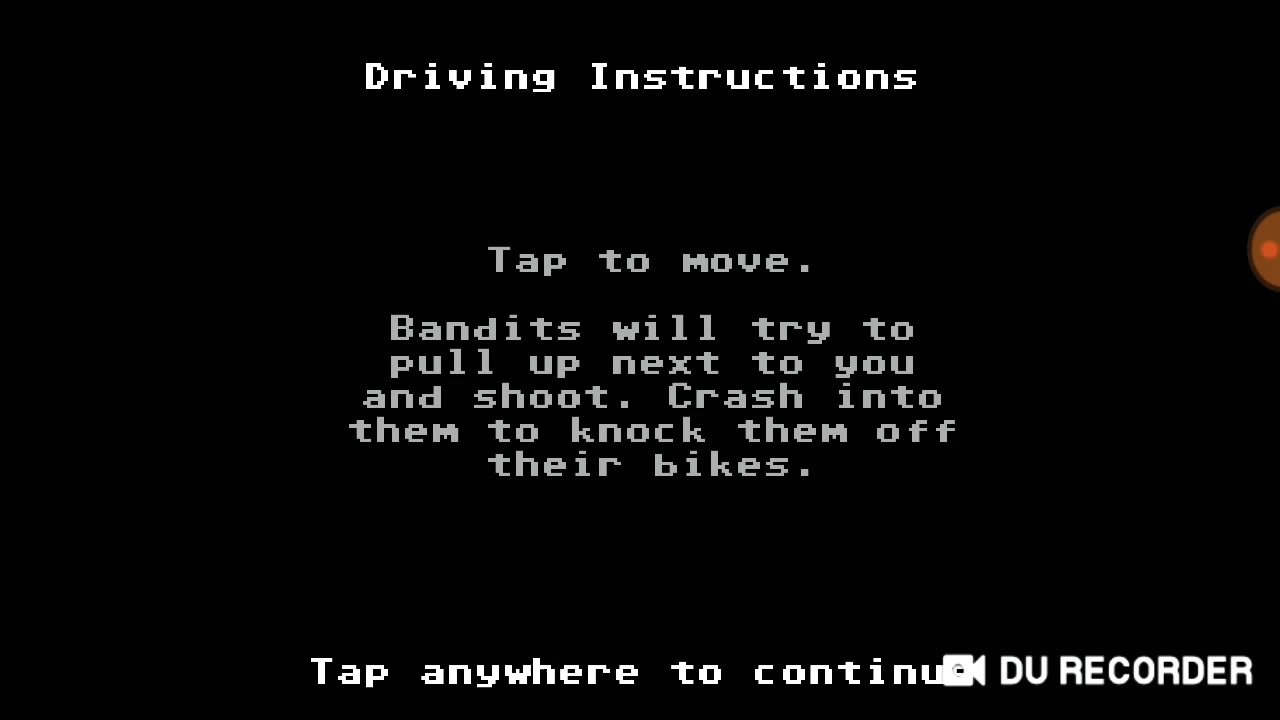 Driving Instructions
Tap to move.
Bandits will try to
pull up next to you
and shoot. Crash into
them to knock them off
their bikes.
Tap anywhere to continue
DU RECORDER